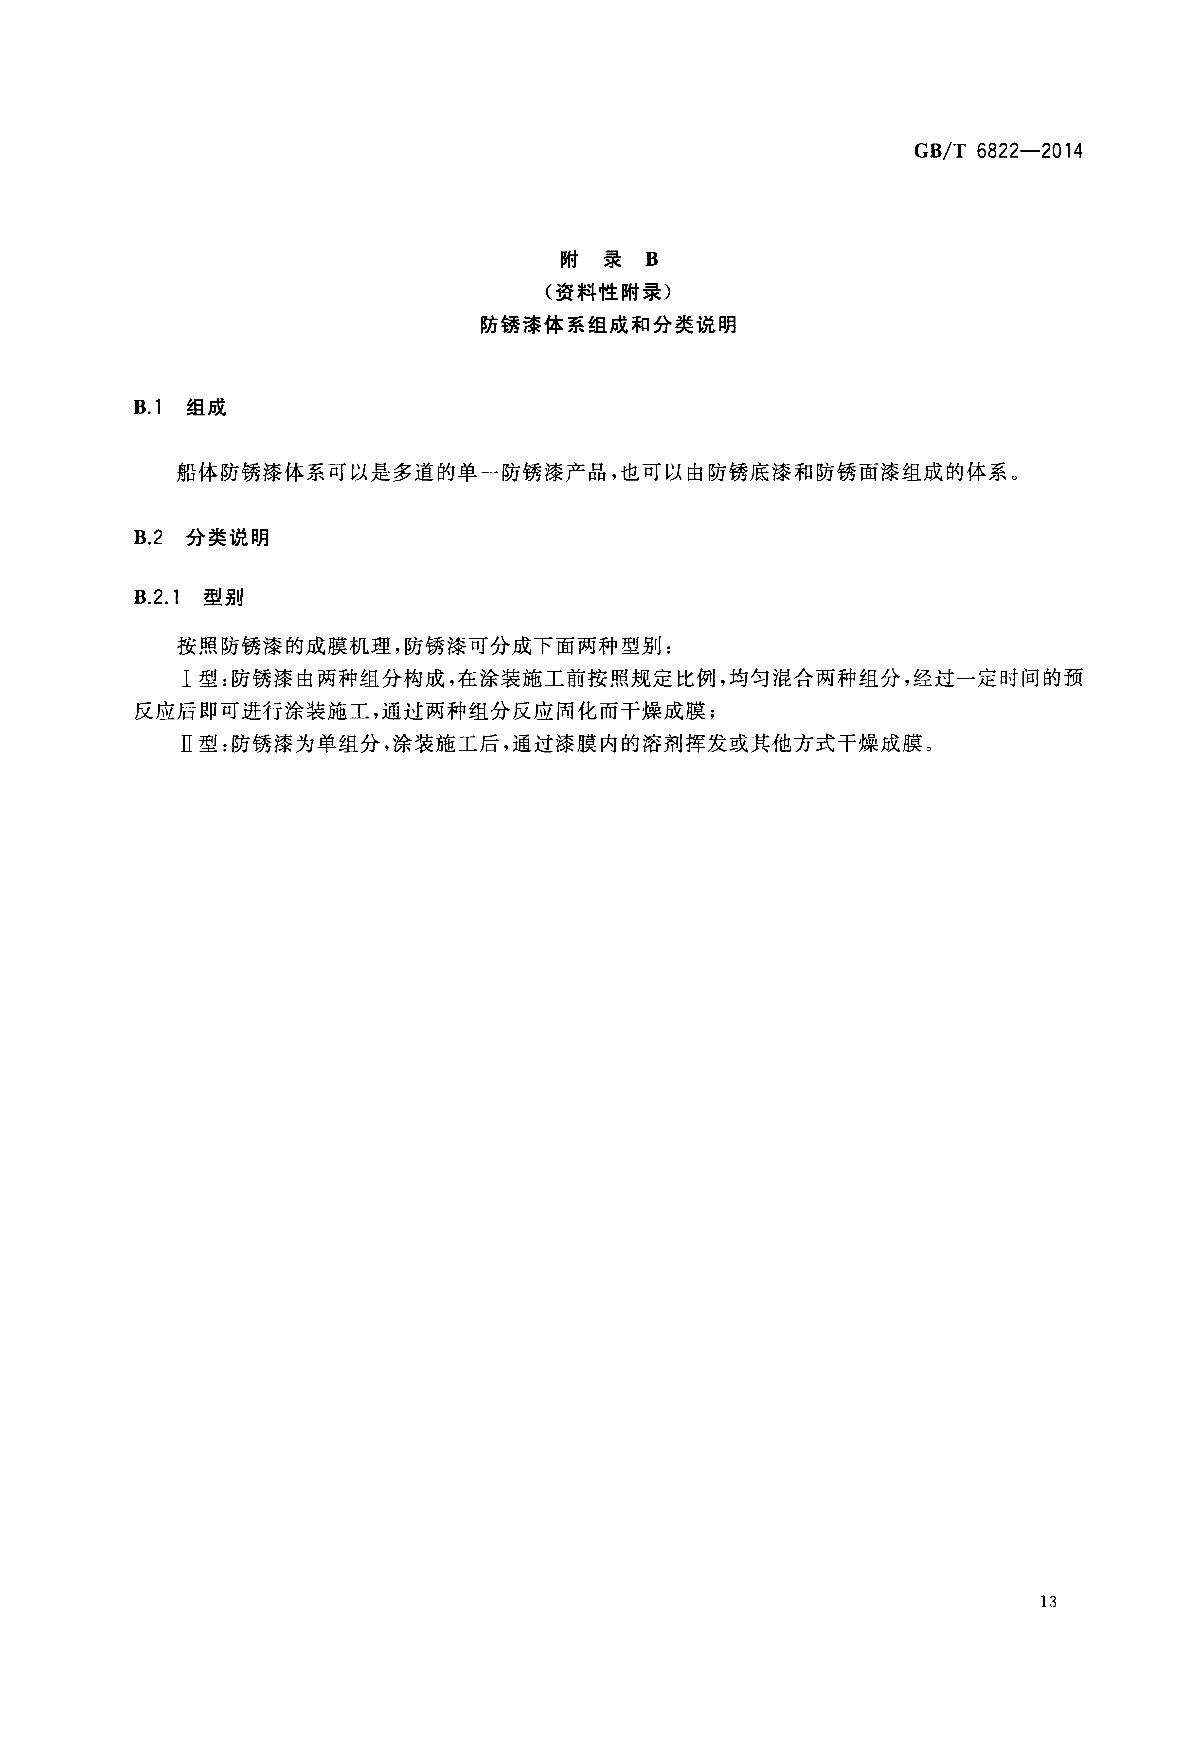 GB/T 6822—2014
附 录 B
(资料性附录)
防锈漆体系组成和分类说明
B.1 组成
船体防锈漆体系可以是多道的单一防锈漆产品,也可以由防锈底漆和防锈面漆组成的体系。
B.2 分类说明
B.2.1 型别
按照防锈漆的成膜机理,防锈漆可分成下面两种型别:
Ⅰ型:防锈漆由两种组分构成,在涂装施工前按照规定比例,均匀混合两种组分,经过一定时间的预
反应后即可进行涂装施工,通过两种组分反应固化而干燥成膜;
Ⅱ型:防锈漆为单组分,涂装施工后,通过漆膜内的溶剂挥发或其他方式干燥成膜。
13